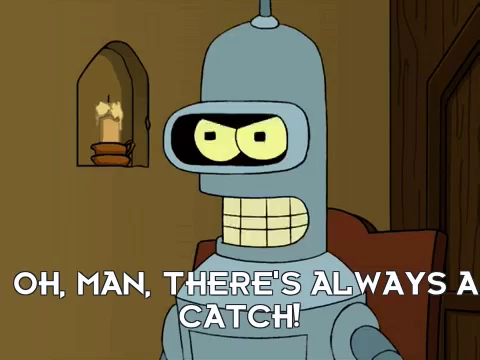 OH, MAN, THERE'S ALWAYS A
CATCH!